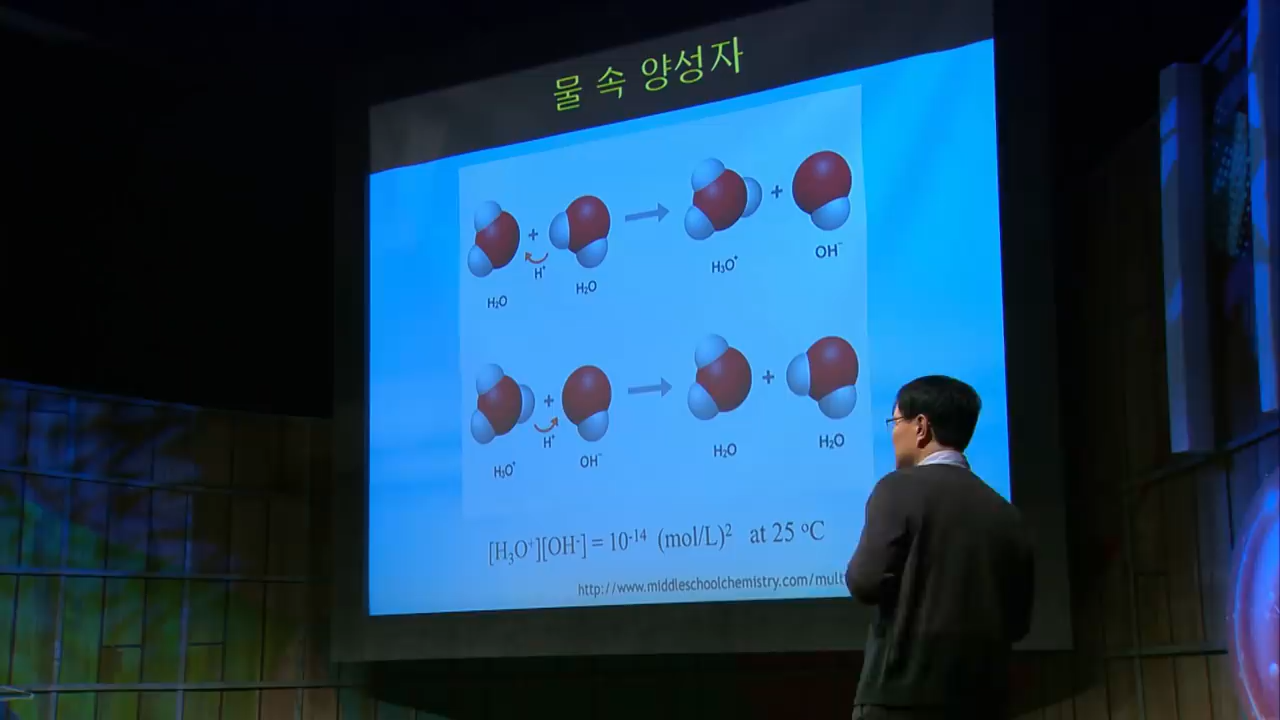 물 속 양성자
+ H⁺ → +
H₂O H₂O H₃O⁺ OH⁻
+ H⁺ → +
H₃O⁺ OH⁻ H₂O H₂O
[H₃O⁺][OH⁻] = 10⁻¹⁴ (mol/L)² at 25 ºC
http://www.middleschoolchemistry.com/mult